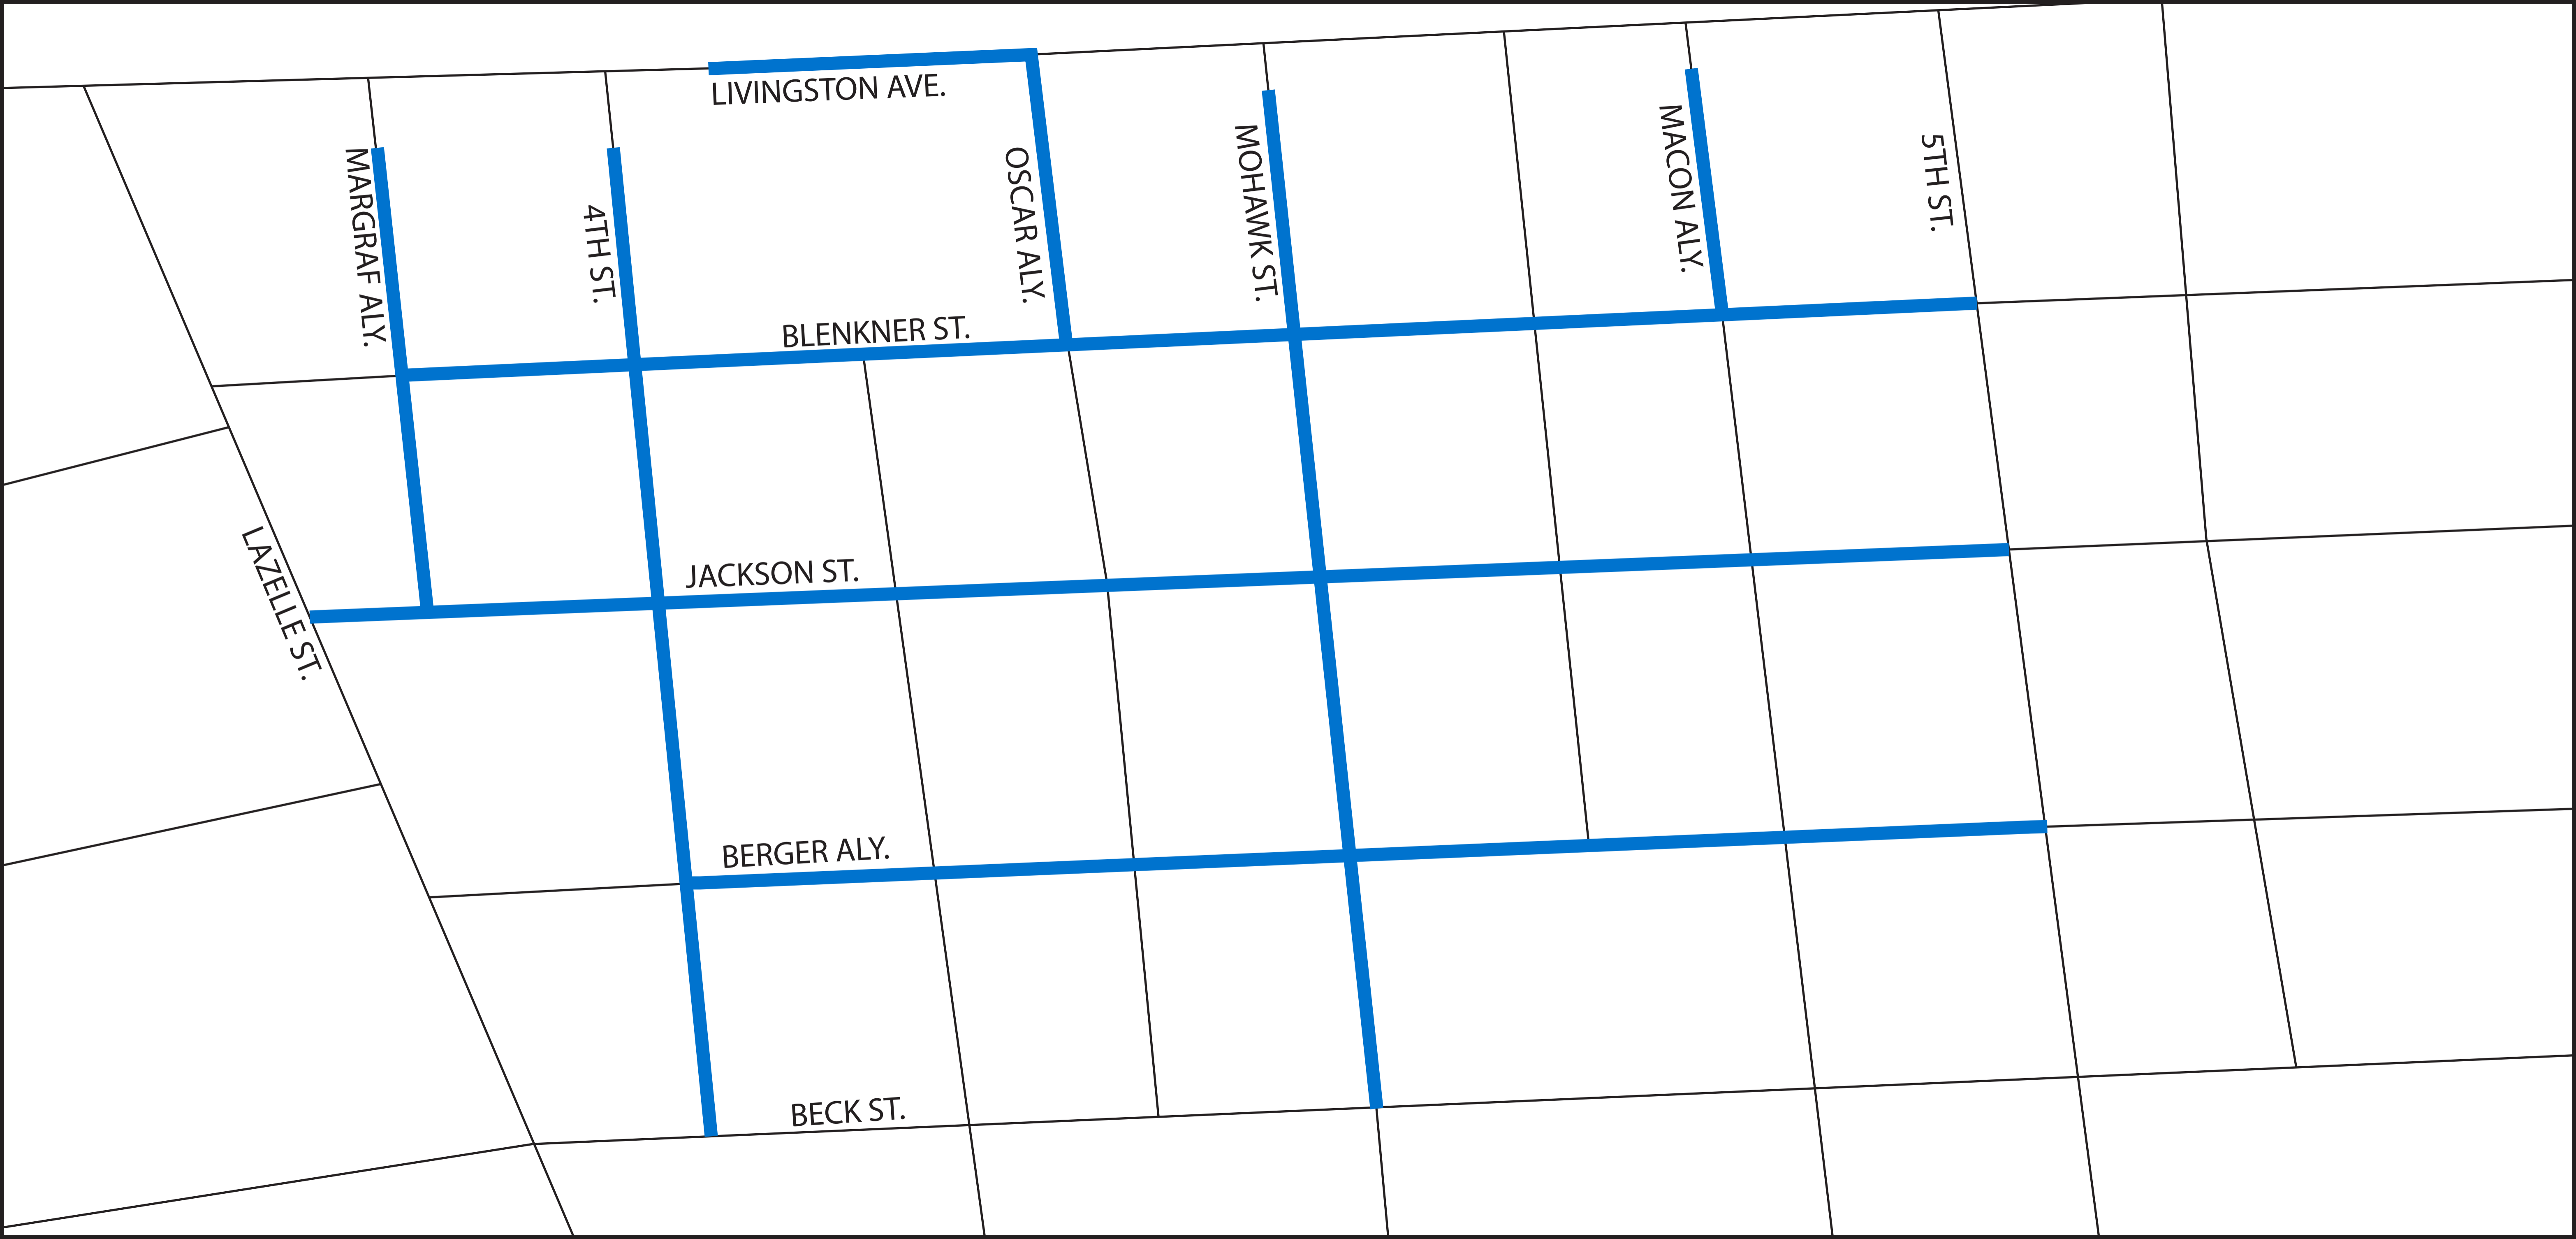 LIVINGSTON AVE.
MARGRAF ALY.
4TH ST.
OSCAR ALY.
MOHAWK ST.
MACON ALY.
5TH ST.
BLENKNER ST.
LAZELLE ST.
JACKSON ST.
BERGER ALY.
BECK ST.